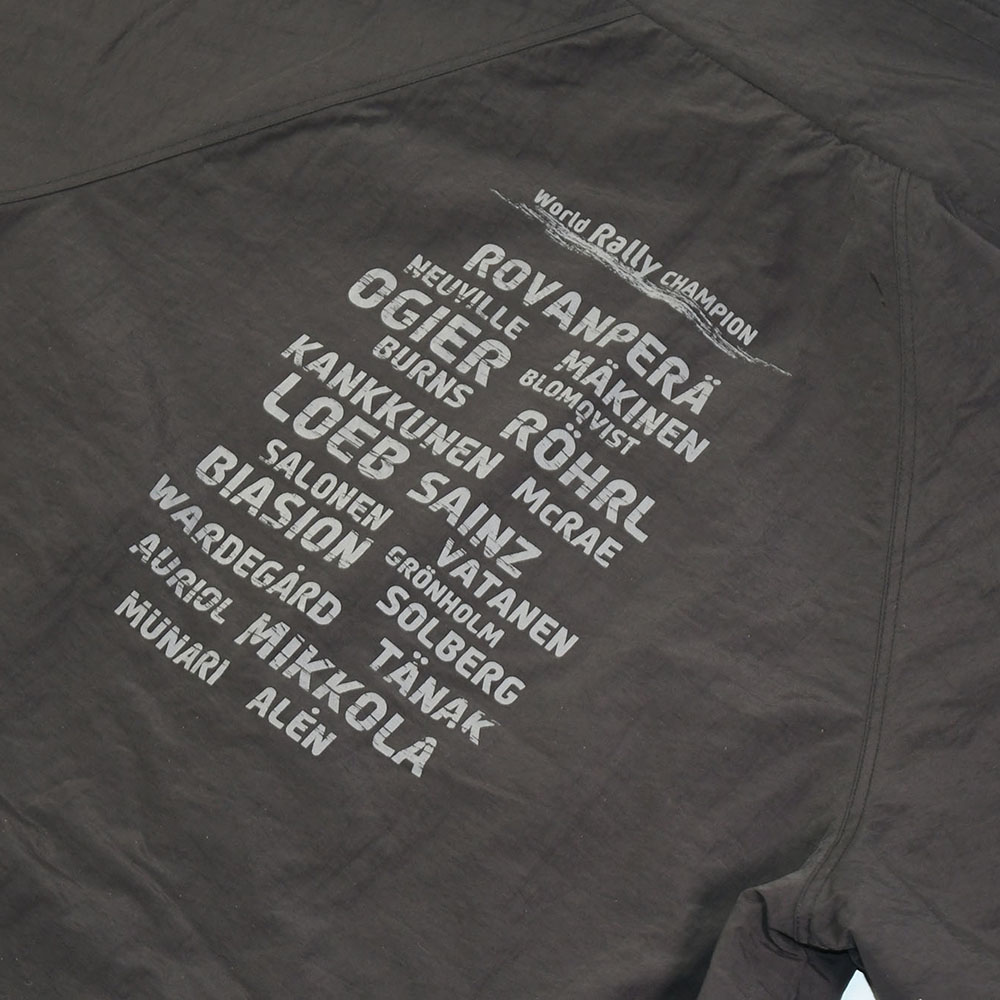 World Rally CHAMPION
ROVANPERÄ
NEUVILLE
MÄKINEN
OGIER
BLOMQVIST
BURNS
RÖHRL
KANKKUNEN
McRAE
LOEB SAINZ
SALONEN
VATANEN
BIASION
GRÖNHOLM
WARDEGÅRD
SOLBERG
AURIOL
TÄNAK
MIKKOLA
MUNARI
ALÉN